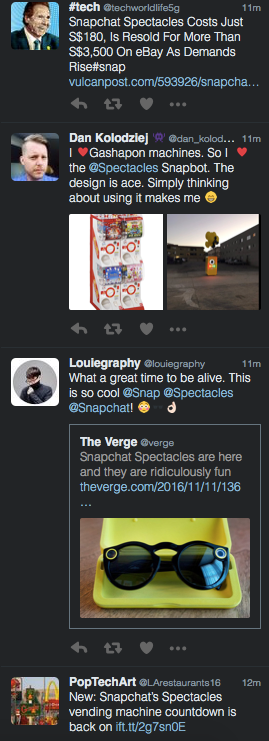 #tech @techworldlife5g 11m
Snapchat Spectacles Costs Just
S$180, Is Resold For More Than
S$3,500 On eBay As Demands
Rise#snap
vulcanpost.com/593926/snapcha...
Dan Kolodziej @dan_kolod... 11m
I ❤️Gashapon machines. So I ❤️
the @Spectacles Snapbot. The
design is ace. Simply thinking
about using it makes me
Louiegraphy @louiegraphy 11m
What a great time to be alive. This
is so cool @Snap @Spectacles
@Snapchat!
The Verge @verge
Snapchat Spectacles are here
and they are ridiculously fun
theverge.com/2016/11/11/136
...
PopTechArt @LArestaurants16 12m
New: Snapchat's Spectacles
vending machine countdown is
back on ift.tt/2g7sn0E